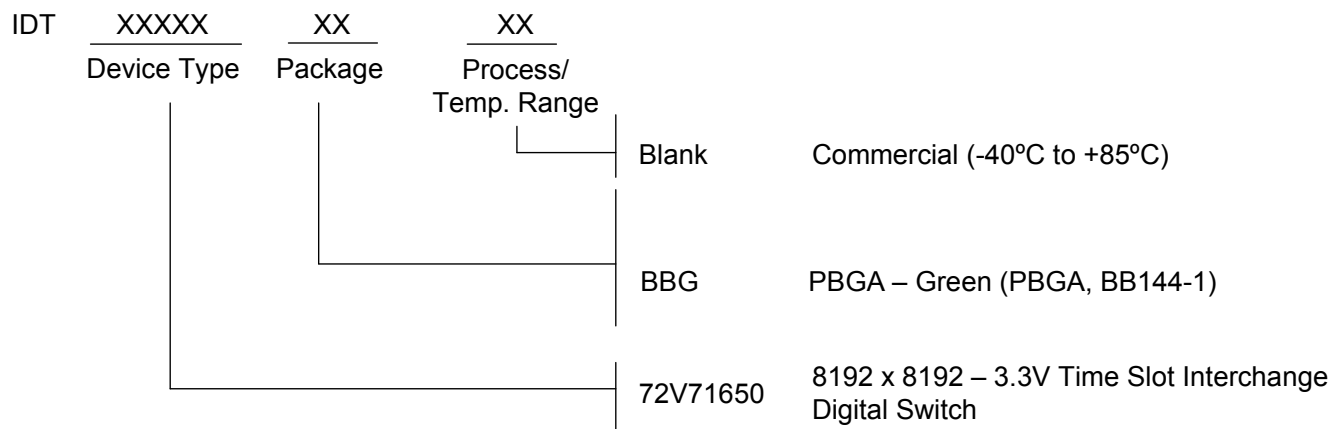 IDT XXXXX XX XX
Device Type Package Process/
Temp. Range
Blank Commercial (-40ºC to +85ºC)
BBG PBGA – Green (PBGA, BB144-1)
72V71650 8192 x 8192 – 3.3V Time Slot Interchange
Digital Switch